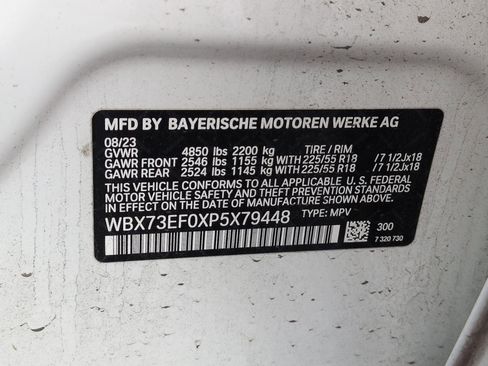 MFD BY BAYERISCHE MOTOREN WERKE AG
08/23
GVWR 4850 lbs 2200 kg TIRE / RIM
GAWR FRONT 2546 lbs 1155 kg WITH 225/55 R18 /7 1/2Jx18
GAWR REAR 2524 lbs 1145 kg WITH 225/55 R18 /7 1/2Jx18
THIS VEHICLE CONFORMS TO ALL APPLICABLE U. S. FEDERAL
MOTOR VEHICLE SAFETY AND THEFT PREVENTION STANDARDS
IN EFFECT ON THE DATE OF MANUFACTURE SHOWN ABOVE.
WBX73EF0XP5X79448 TYPE: MPV
300
7 320 730